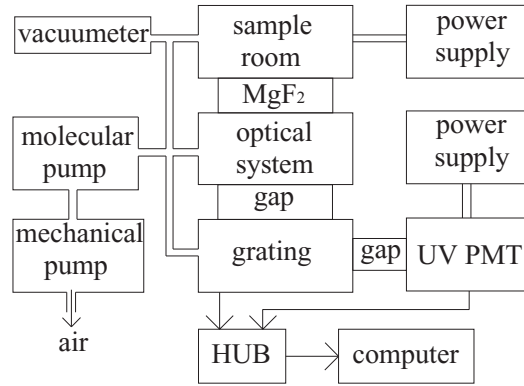 vacuumeter
sample
room
power
supply
MgF₂
molecular
pump
optical
system
power
supply
gap
mechanical
pump
grating
gap
UV PMT
air
HUB
computer